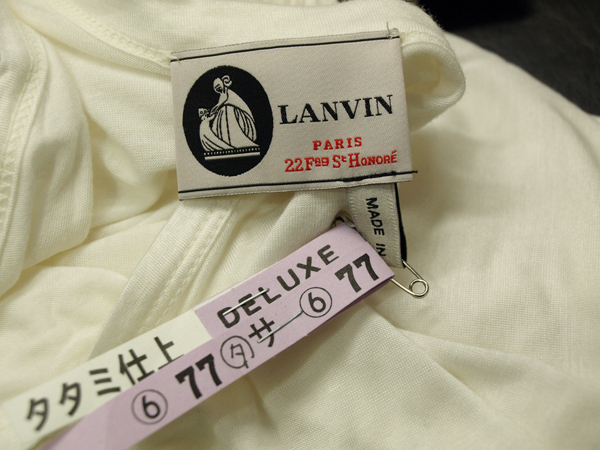 LANVIN
PARIS
22 Fbg St Honoré
MADE IN
DELUXE
タサ ⑥ 77
タタミ仕上
⑥ 77